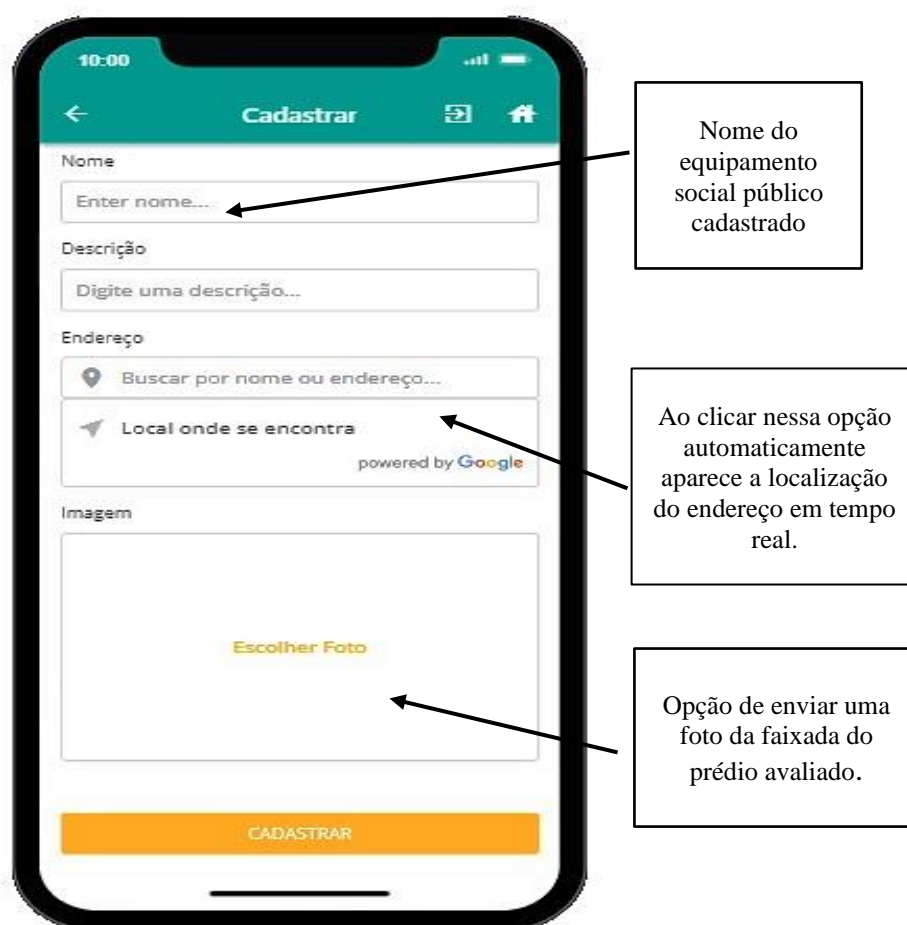 10:00
Cadastrar
Nome
Enter nome...
Descrição
Digite uma descrição...
Endereço
Buscar por nome ou endereço...
Local onde se encontra
powered by Google
Imagem
Escolher Foto
CADASTRAR
Nome do
equipamento
social público
cadastrado
Ao clicar nessa opção
automaticamente
aparece a localização
do endereço em tempo
real.
Opção de enviar uma
foto da faixada do
prédio avaliado.